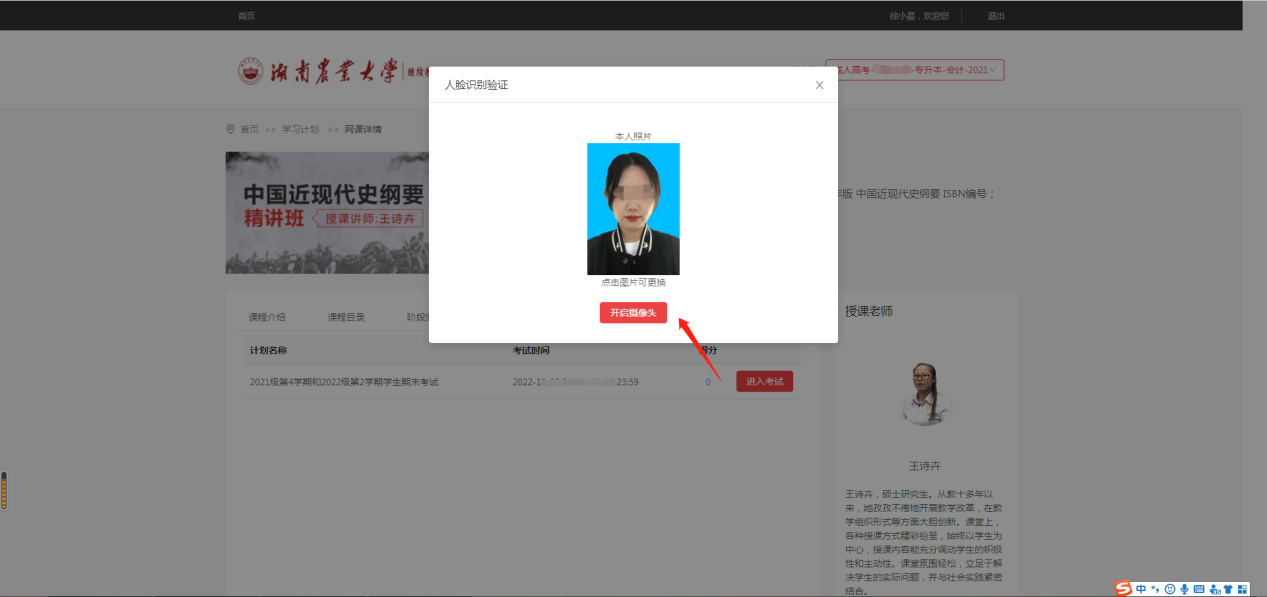 首页
徐小晨，欢迎您
退出
湖南农业大学
继续教
成人高考-
-专升本-会计-2021
人脸识别验证
首页 >> 学习计划 >> 网课详情
本人照片
中国近现代史纲要
精讲班
授课讲师:王诗卉
年版 中国近现代史纲要 ISBN编号；
点击图片可更换
开启摄像头
课程介绍
课程目录
阶段
授课老师
计划名称
考试时间
得分
2021级第4学期和2022级第2学期学生期末考试
2022-1
23:59
0
进入考试
王诗卉
王诗卉，硕士研究生。从教十多年以
来，她孜孜不倦地开展教学改革，在教
学组织形式等方面大胆创新。课堂上，
各种授课方式精彩纷呈，始终以学生为
中心，授课内容能充分调动学生的积极
性和主动性。课堂氛围轻松，立足于解
决学生的实际问题，并与社会实践紧密
结合。
中